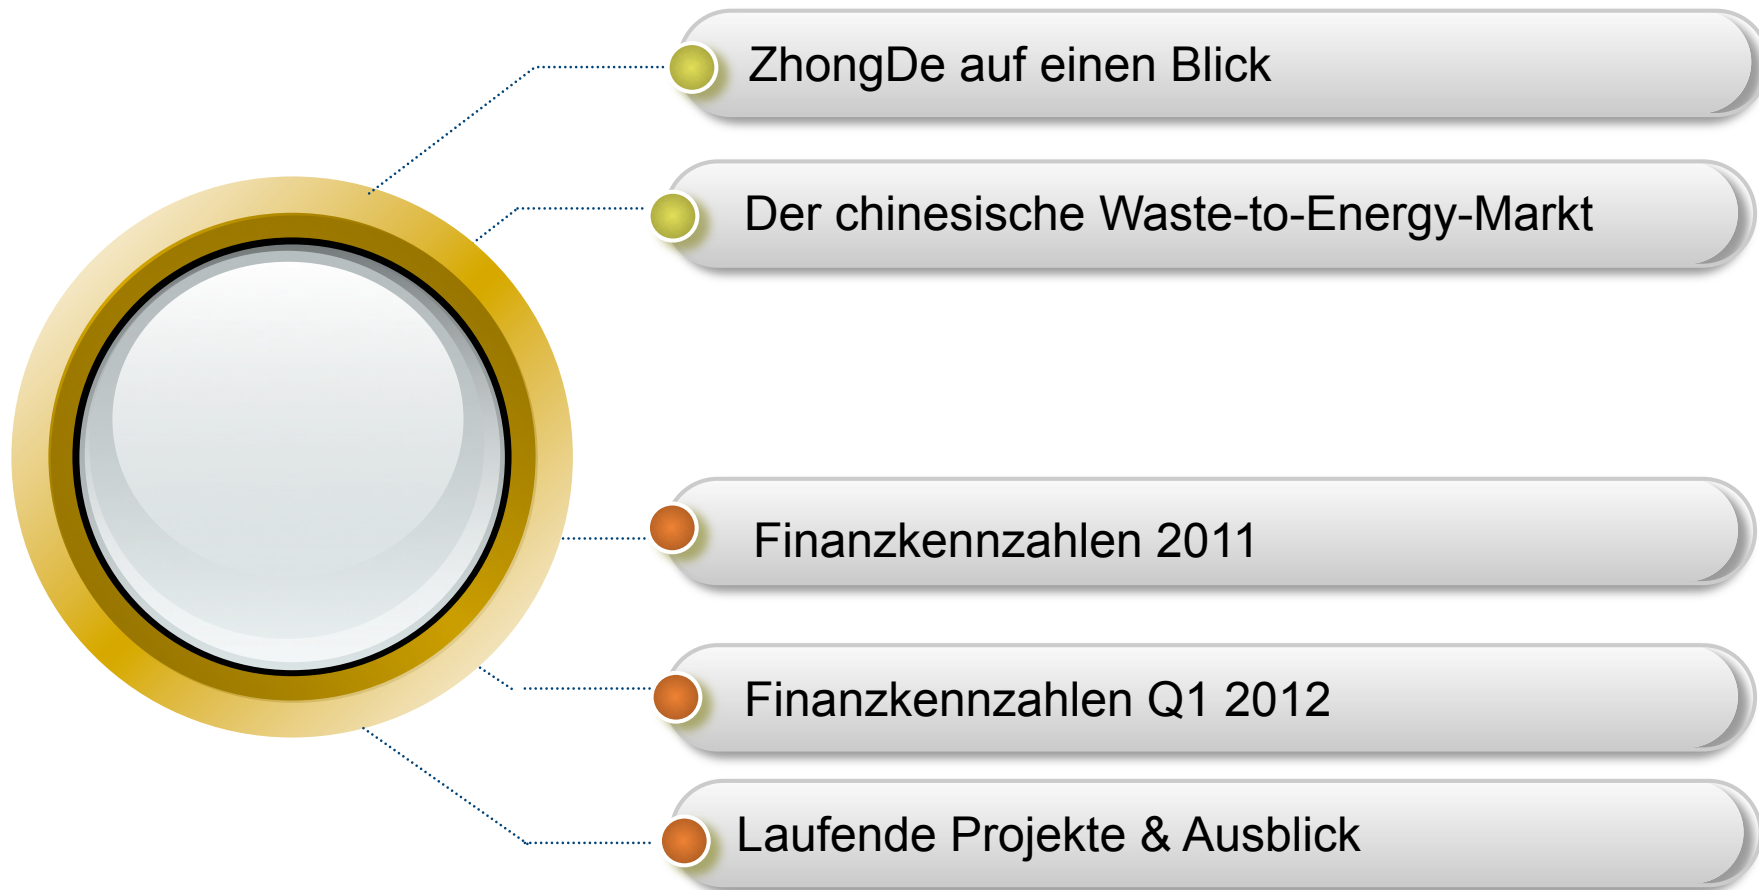 ZhongDe auf einen Blick
Der chinesische Waste-to-Energy-Markt
Finanzkennzahlen 2011
Finanzkennzahlen Q1 2012
Laufende Projekte & Ausblick